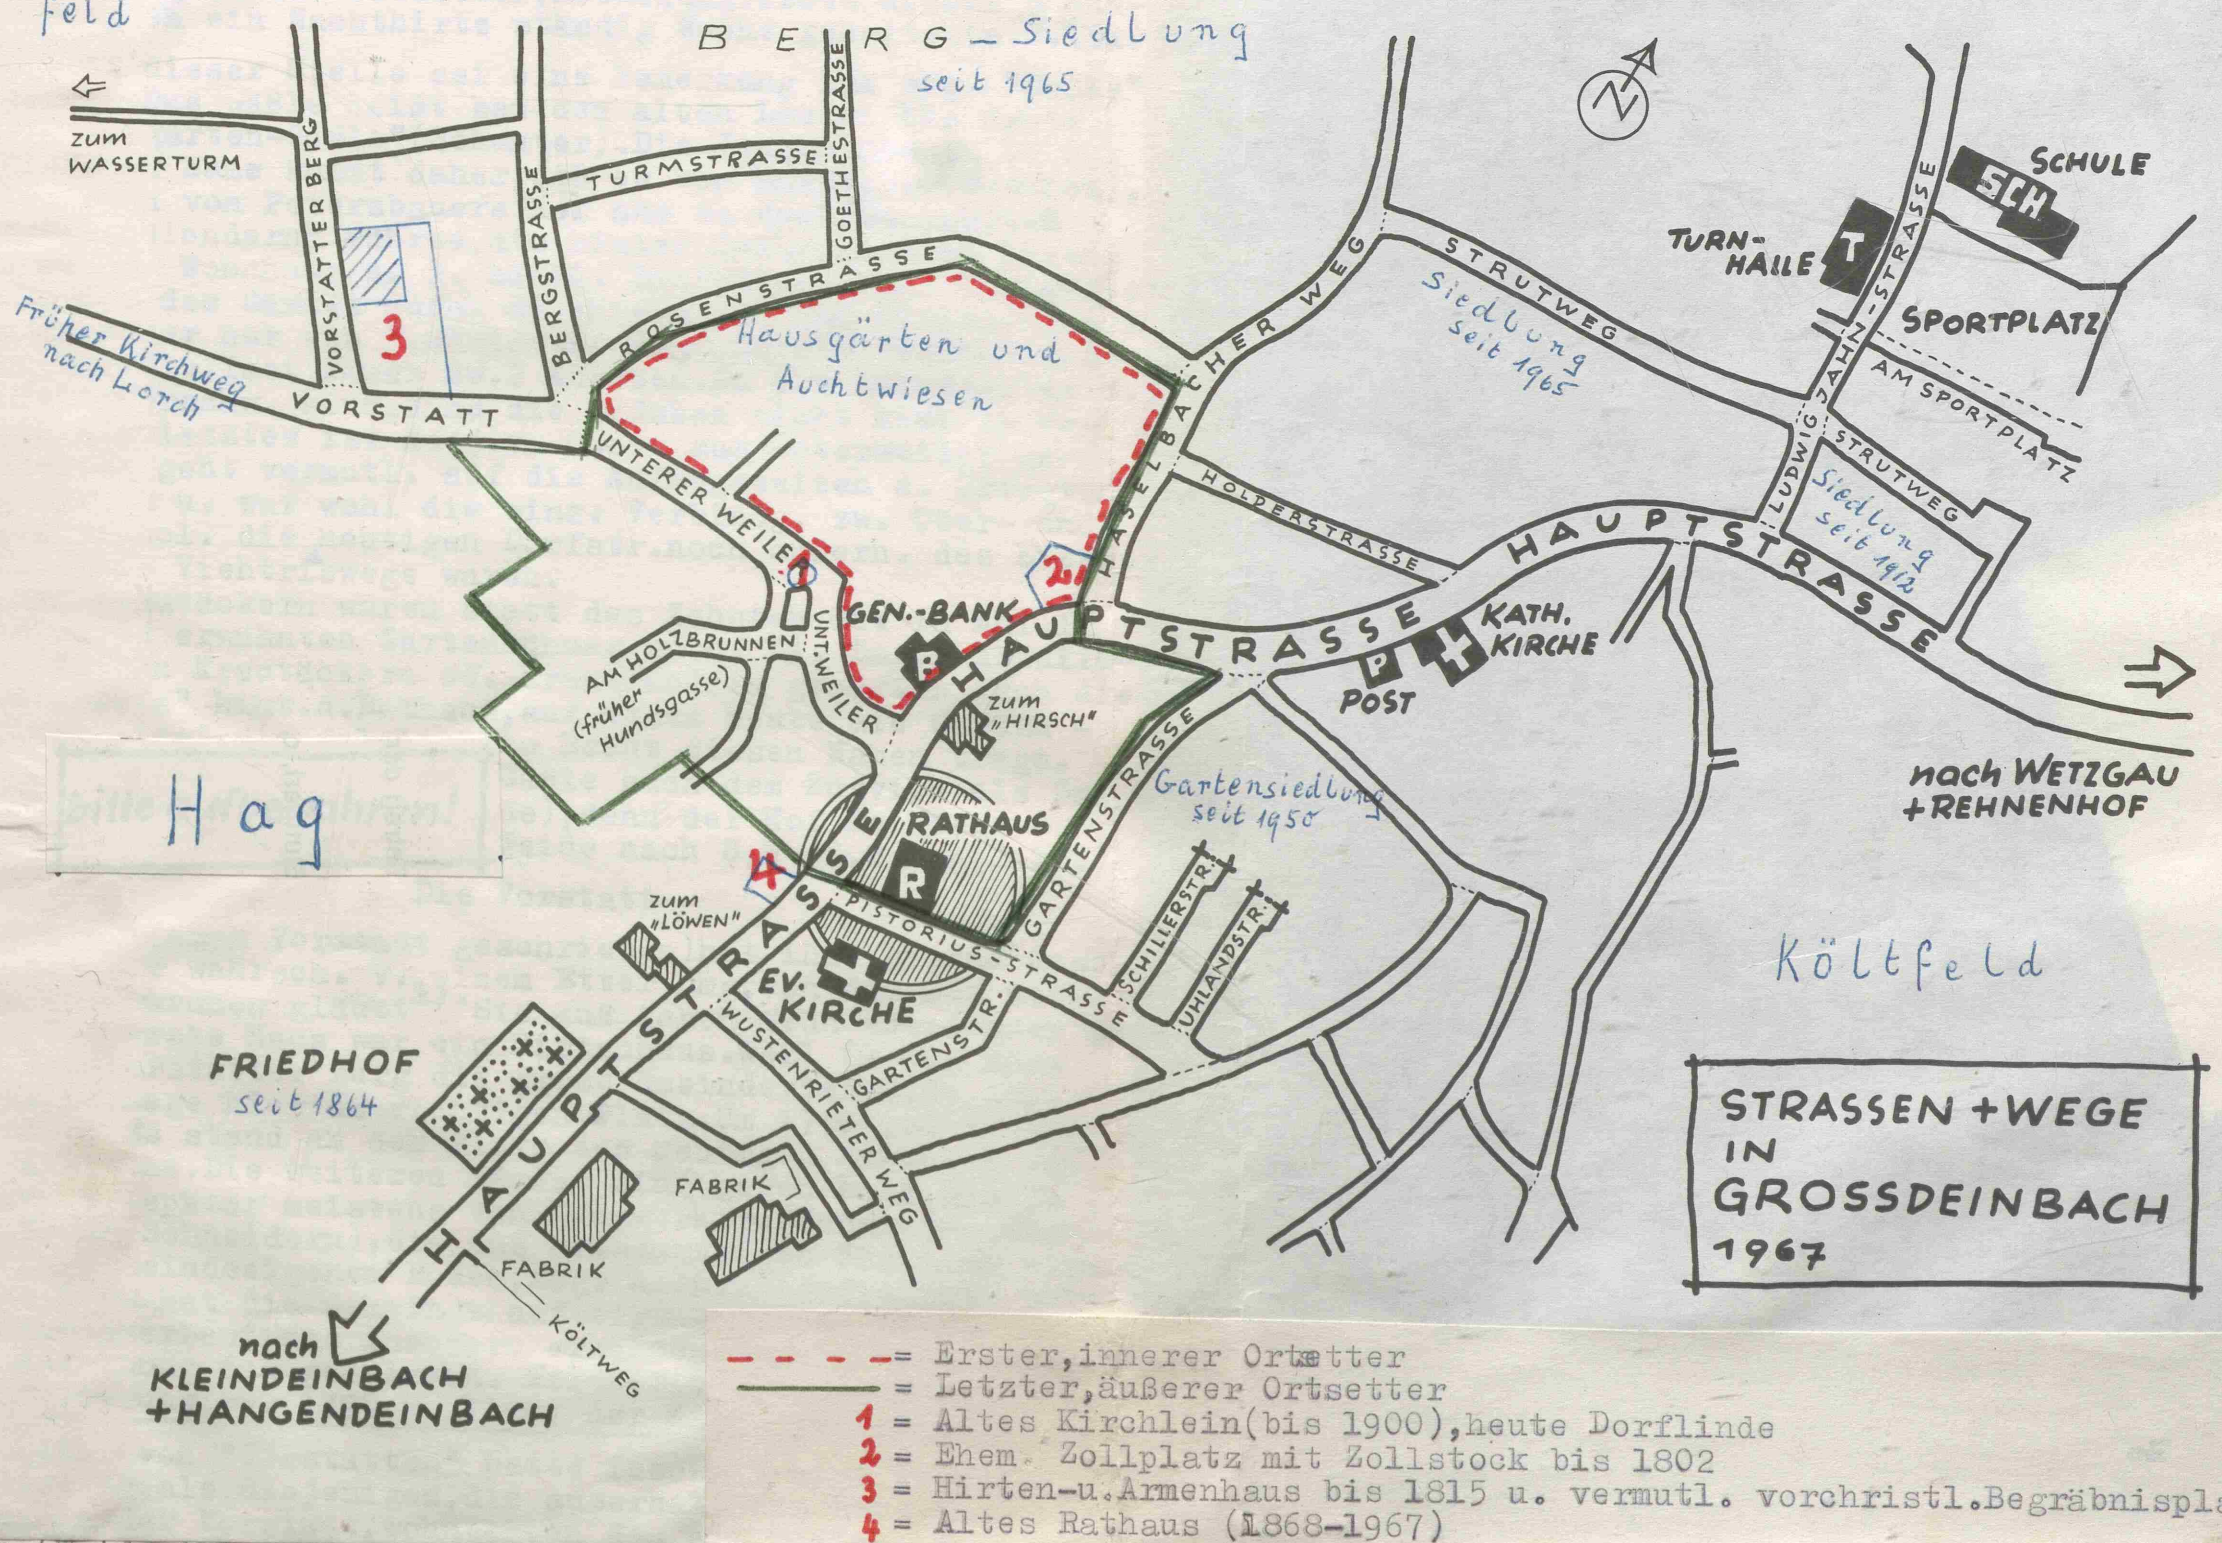 feld
BERG-Siedlung
seit 1965
zum
WASSERTURM
VORSTATTER BERG
BERGSTRASSE
TURMSTRASSE
GOETHESTRASSE
ROSENSTRASSE
3
Früher Kirchweg
nach Lorch
VORSTATT
Hausgärten und
Auchtwiesen
UNTERER WEILER
1
HASELBACHER WEG
N
STRUTWEG
Siedlung
seit 1965
SCHULE
SCH
TURN-
HALLE
T
SPORTPLATZ
LUDWIG JAHN-STRASSE
AM SPORTPLATZ
STRUTWEG
Siedlung
seit 1912
HOLDERSTRASSE
HAUPTSTRASSE
2
GEN.-BANK
B
HAUPTSTRASSE
KATH.
KIRCHE
P
POST
AM HOLZBRUNNEN
(früher
Hundsgasse)
UNT. WEILER
zum
„HIRSCH“
nach WETZGAU
+REHNENHOF
Hag
RATHAUS
R
GARTENSTRASSE
Gartensiedlung
seit 1950
4
zum
„LÖWEN“
PISTORIUS-STRASSE
SCHILLERSTR.
UHLANDSTR.
EV.
KIRCHE
WUSTENRIETER WEG
GARTENSTR.
Költfeld
FRIEDHOF
seit 1864
HAUPTSTRASSE
FABRIK
FABRIK
KÖLTWEG
nach
KLEINDEINBACH
+HANGENDEINBACH
STRASSEN +WEGE
IN
GROSSDEINBACH
1967
= Erster,innerer Ortsetter
= Letzter,äußerer Ortsetter
1 = Altes Kirchlein(bis 1900),heute Dorflinde
2 = Ehem. Zollplatz mit Zollstock bis 1802
3 = Hirten-u.Armenhaus bis 1815 u. vermutl. vorchristl.Begräbnispla
4 = Altes Rathaus (1868-1967)